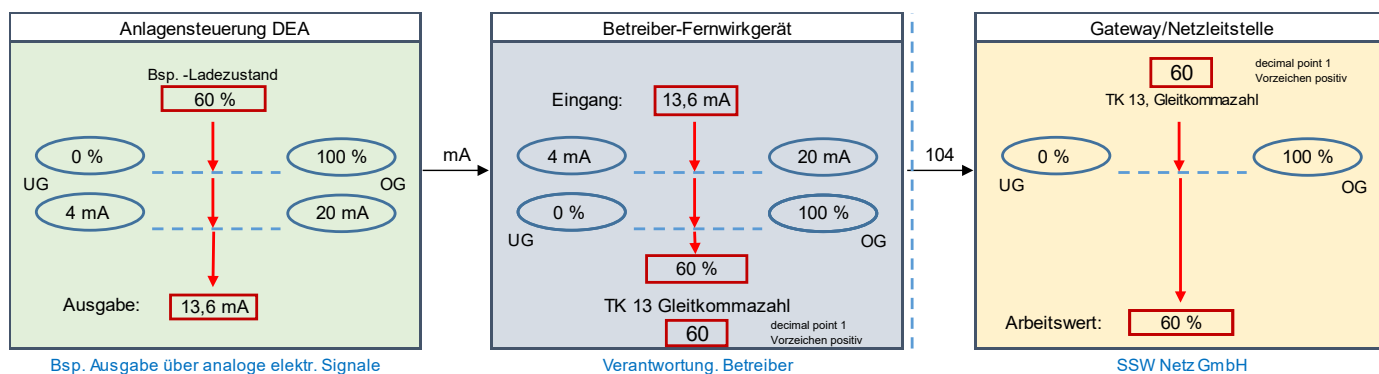 Anlagensteuerung DEA
Bsp. -Ladezustand
60 %
0 %
100 %
UG
OG
4 mA
20 mA
Ausgabe:
13,6 mA
Bsp. Ausgabe über analoge elektr. Signale
mA
Betreiber-Fernwirkgerät
Eingang:
13,6 mA
4 mA
20 mA
0 %
100 %
UG
OG
60 %
TK 13 Gleitkommazahl
60
decimal point 1
Vorzeichen positiv
Verantwortung. Betreiber
104
Gateway/Netzleitstelle
60
decimal point 1
Vorzeichen positiv
TK 13, Gleitkommazahl
0 %
100 %
UG
OG
Arbeitswert:
60 %
SSW Netz GmbH